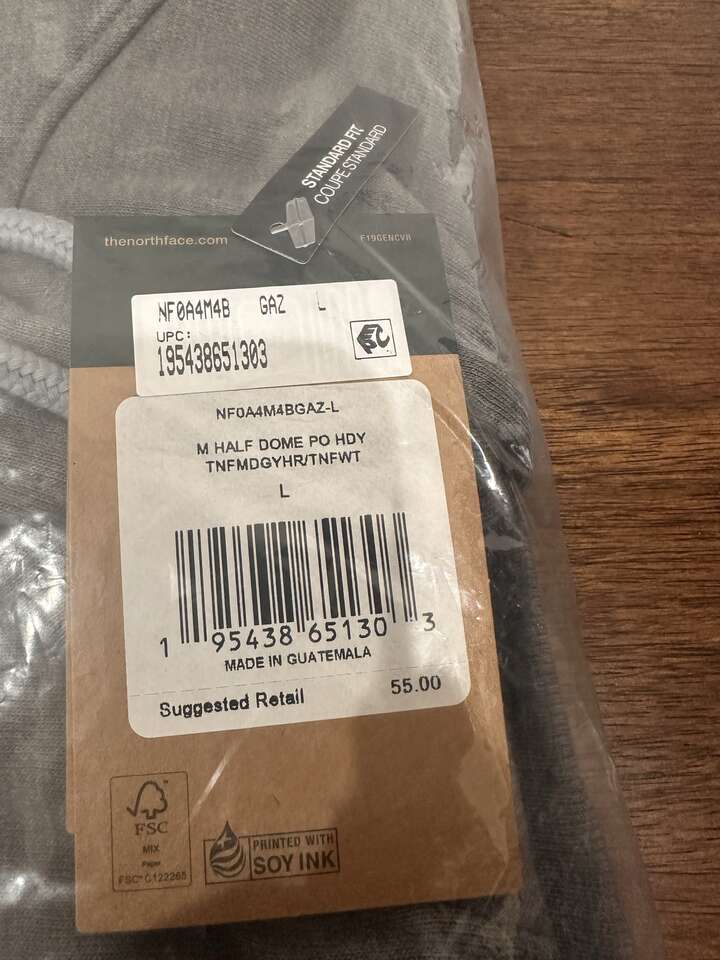 STANDARD FIT
COUPE STANDARD
thenorthface.com
F19GENCVR
NF0A4M4B GAZ L
UPC:
195438651303
NF0A4M4BGAZ-L
M HALF DOME PO HDY
TNFMDGYHR/TNFWT
L
1 95438 65130 3
MADE IN GUATEMALA
Suggested Retail 55.00
FSC
MIX
Paper
FSC® C122265
PRINTED WITH
SOY INK